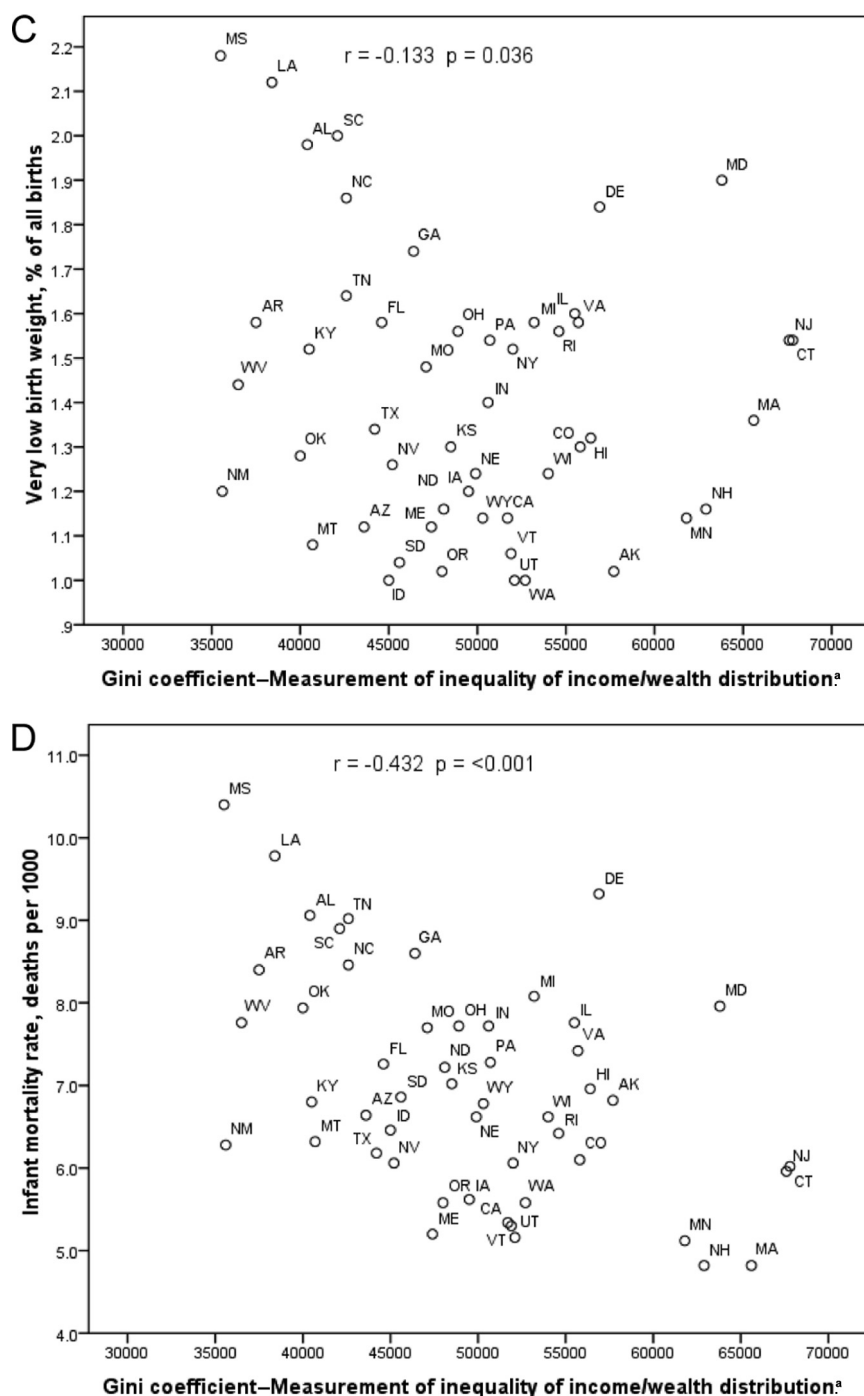 C
r = -0.133 p = 0.036
Very low birth weight, % of all births
2.2
2.1
2.0
1.9
1.8
1.7
1.6
1.5
1.4
1.3
1.2
1.1
1.0
.9
MS
LA
SC
AL
MD
NC
DE
GA
TN
AR
FL
OH
MI
IL
VA
NJ
KY
PA
RI
CT
MO
NY
WV
IN
MA
TX
KS
CO
HI
OK
NV
NE
WI
NM
ND
IA
NH
MT
AZ
ME
WY
CA
MN
SD
OR
VT
UT
AK
ID
WA
30000 35000 40000 45000 50000 55000 60000 65000 70000
Gini coefficient–Measurement of inequality of income/wealth distribution.a
D
r = -0.432 p = <0.001
Infant mortality rate, deaths per 1000
11.0
10.0
9.0
8.0
7.0
6.0
5.0
4.0
MS
LA
DE
AL
TN
SC
NC
GA
AR
MI
MD
WV
OK
MO
OH
IN
IL
VA
FL
ND
PA
KS
HI
AK
KY
AZ
SD
WY
WI
NM
MT
ID
NE
RI
TX
NV
NY
CO
NJ
CT
OR
IA
WA
ME
CA
UT
VT
MN
NH
MA
30000 35000 40000 45000 50000 55000 60000 65000 70000
Gini coefficient–Measurement of inequality of income/wealth distribution.a